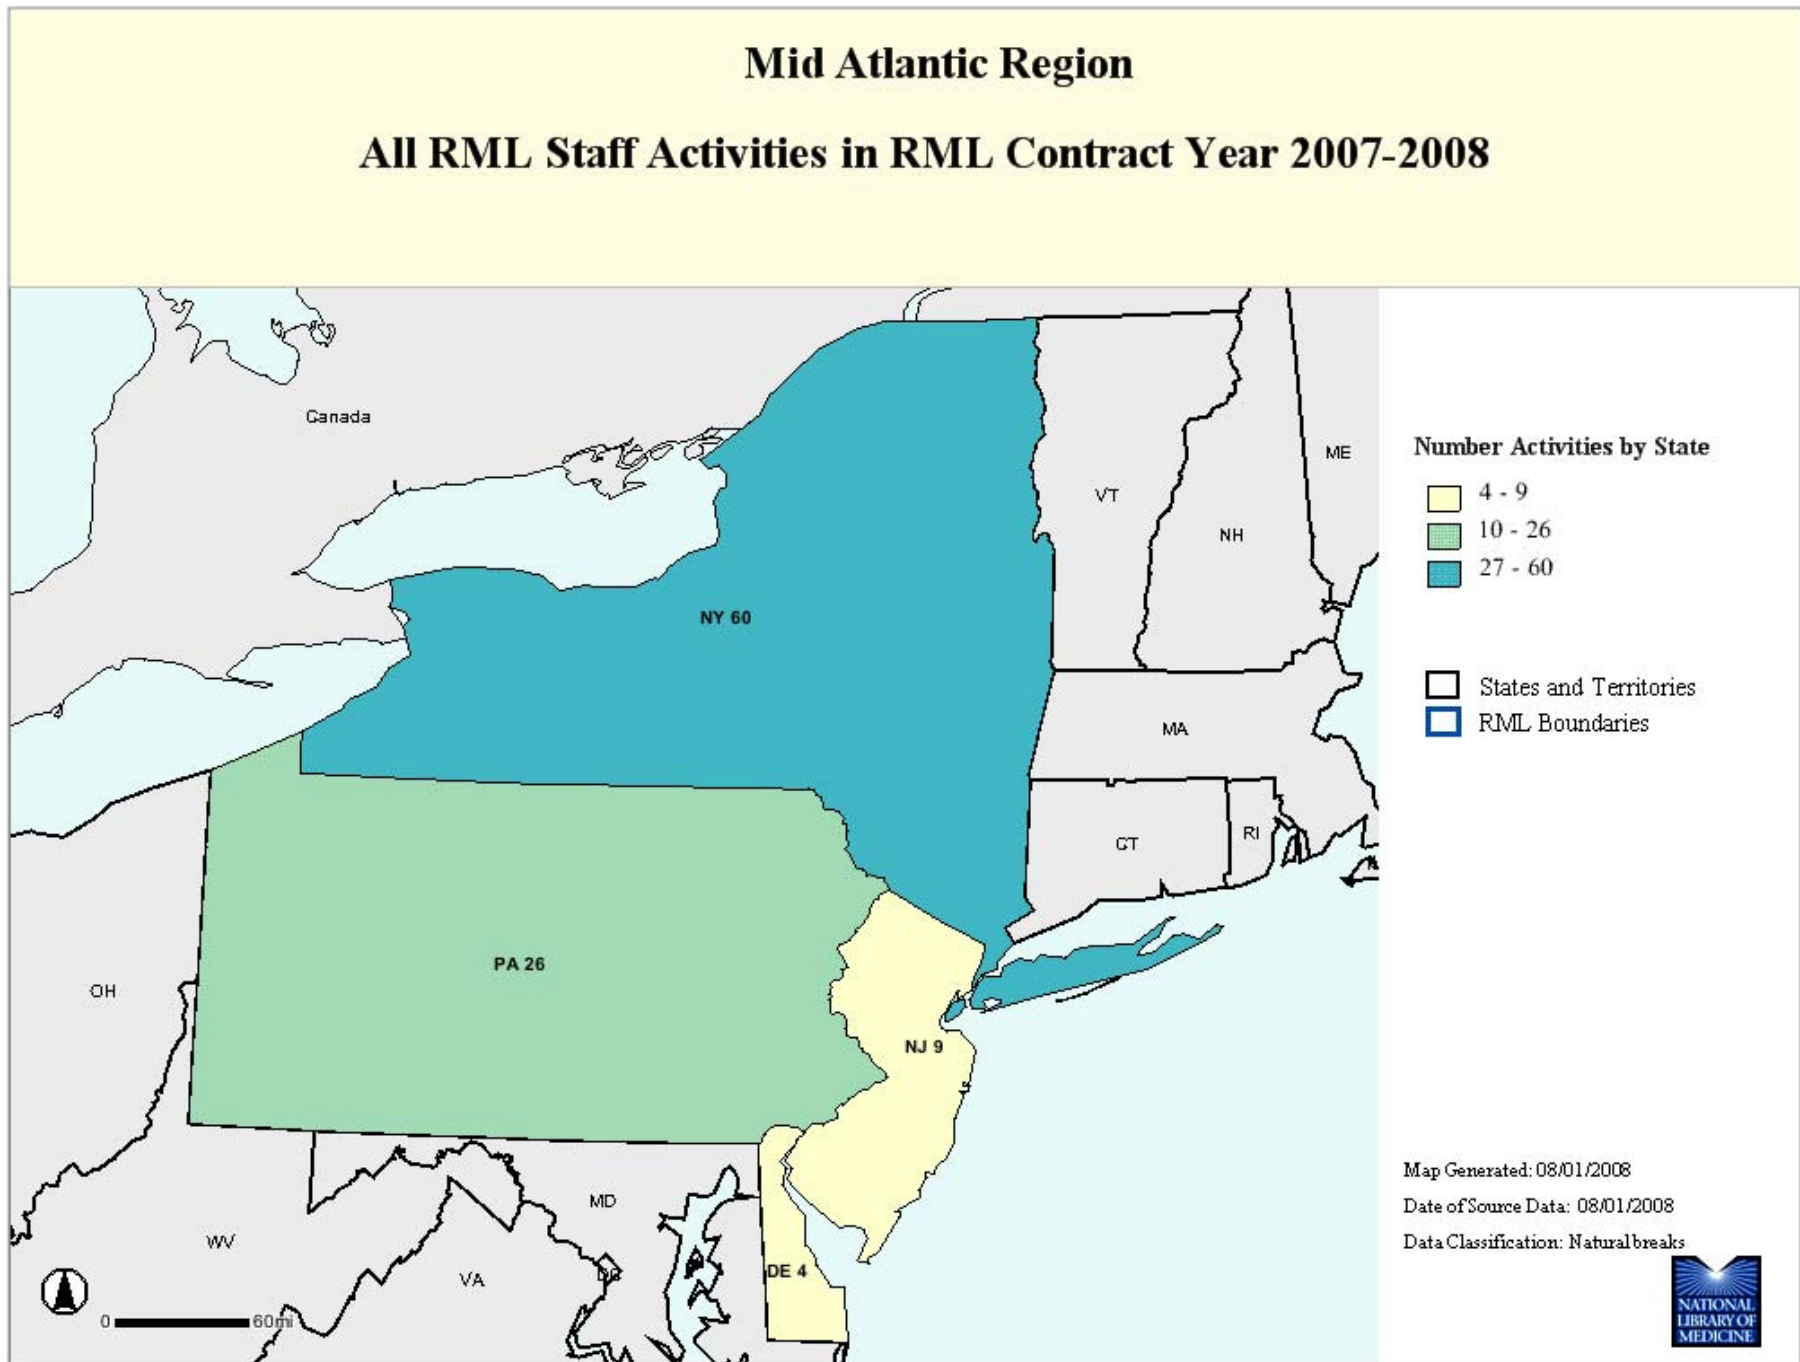 Mid Atlantic Region
All RML Staff Activities in RML Contract Year 2007-2008
Canada
ME
VT
NH
NY 60
MA
CT
RI
PA 26
OH
NJ 9
MD
WV
VA
DC
DE 4
0
60mi
Number Activities by State
4 - 9
10 - 26
27 - 60
States and Territories
RML Boundaries
Map Generated: 08/01/2008
Date of Source Data: 08/01/2008
Data Classification: Naturalbreaks
NATIONAL
LIBRARY OF
MEDICINE